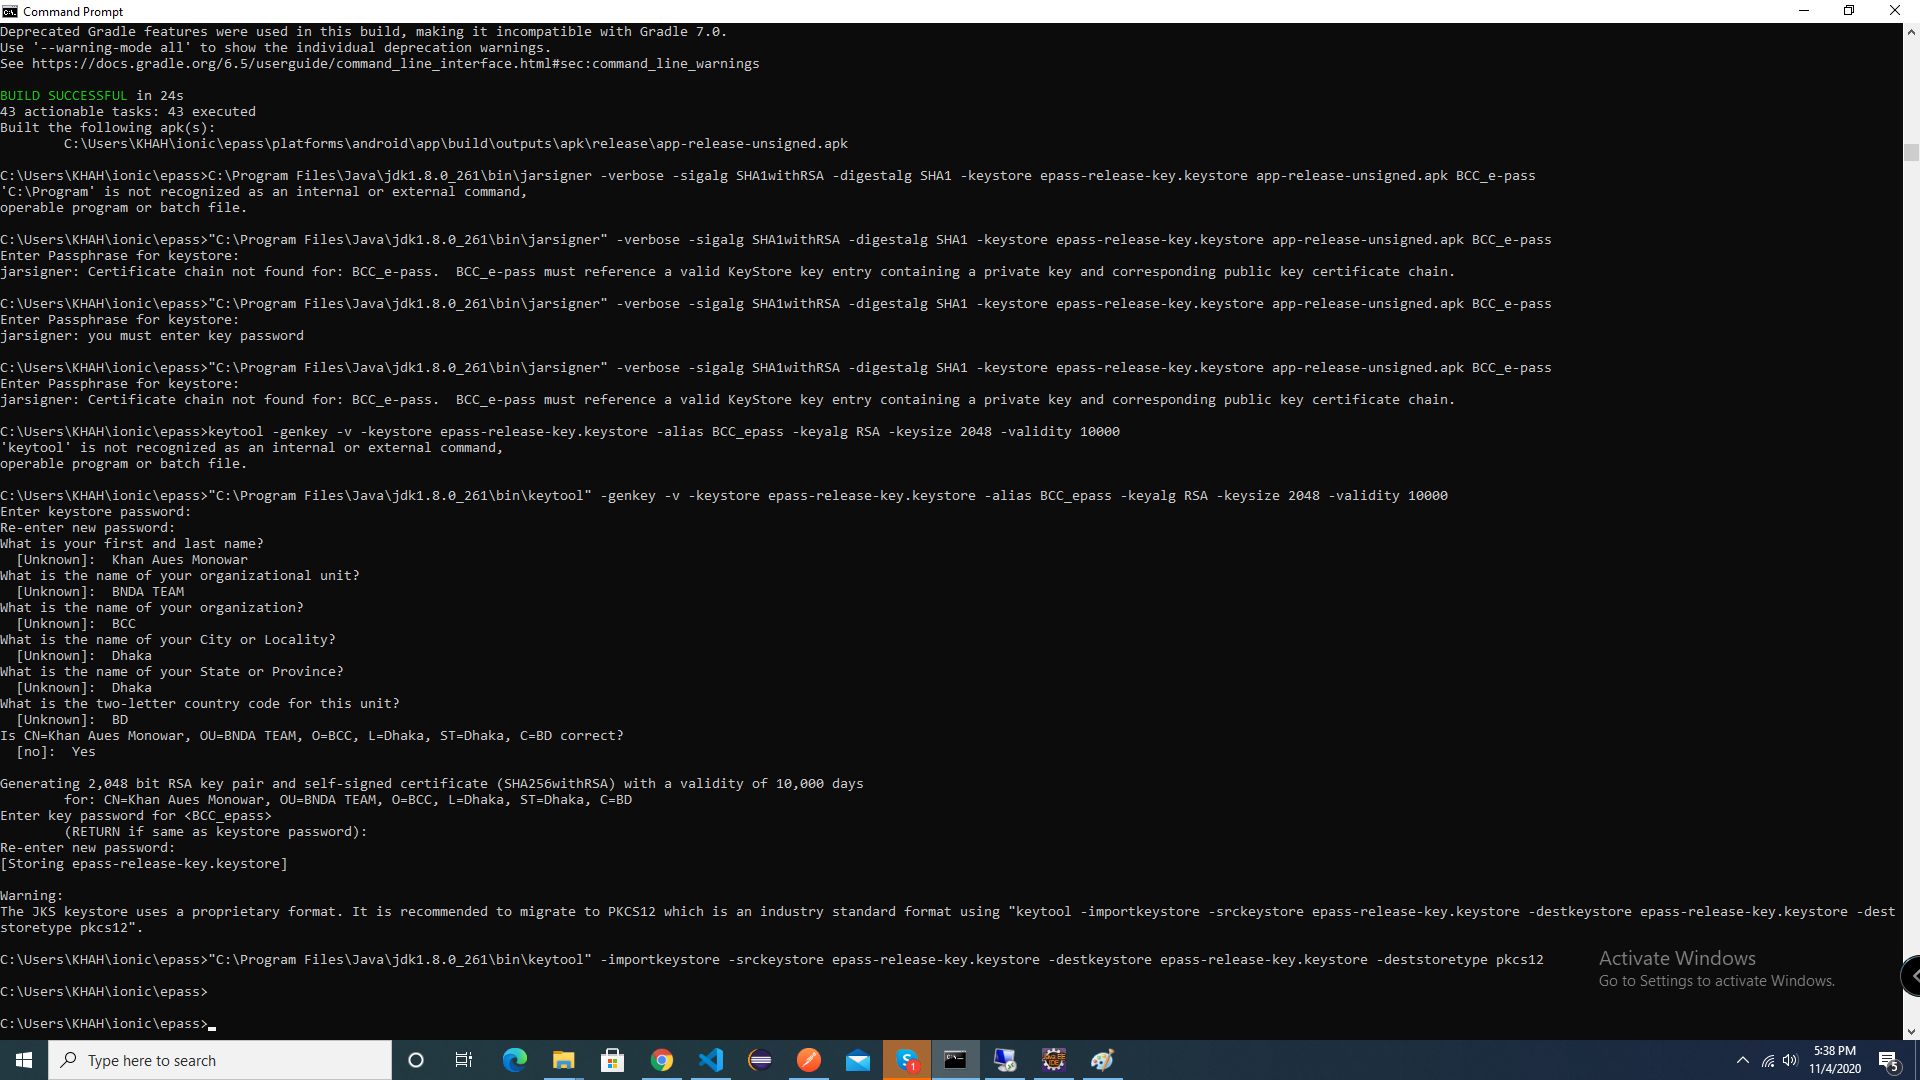 Command Prompt
Deprecated Gradle features were used in this build, making it incompatible with Gradle 7.0.
Use '--warning-mode all' to show the individual deprecation warnings.
See https://docs.gradle.org/6.5/userguide/command_line_interface.html#sec:command_line_warnings
BUILD SUCCESSFUL in 24s
43 actionable tasks: 43 executed
Built the following apk(s):
C:\Users\KHAH\ionic\epass\platforms\android\app\build\outputs\apk\release\app-release-unsigned.apk
C:\Users\KHAH\ionic\epass>C:\Program Files\Java\jdk1.8.0_261\bin\jarsigner -verbose -sigalg SHA1withRSA -digestalg SHA1 -keystore epass-release-key.keystore app-release-unsigned.apk BCC_e-pass
'C:\Program' is not recognized as an internal or external command,
operable program or batch file.
C:\Users\KHAH\ionic\epass>"C:\Program Files\Java\jdk1.8.0_261\bin\jarsigner" -verbose -sigalg SHA1withRSA -digestalg SHA1 -keystore epass-release-key.keystore app-release-unsigned.apk BCC_e-pass
Enter Passphrase for keystore:
jarsigner: Certificate chain not found for: BCC_e-pass.  BCC_e-pass must reference a valid KeyStore key entry containing a private key and corresponding public key certificate chain.
C:\Users\KHAH\ionic\epass>"C:\Program Files\Java\jdk1.8.0_261\bin\jarsigner" -verbose -sigalg SHA1withRSA -digestalg SHA1 -keystore epass-release-key.keystore app-release-unsigned.apk BCC_e-pass
Enter Passphrase for keystore:
jarsigner: you must enter key password
C:\Users\KHAH\ionic\epass>"C:\Program Files\Java\jdk1.8.0_261\bin\jarsigner" -verbose -sigalg SHA1withRSA -digestalg SHA1 -keystore epass-release-key.keystore app-release-unsigned.apk BCC_e-pass
Enter Passphrase for keystore:
jarsigner: Certificate chain not found for: BCC_e-pass.  BCC_e-pass must reference a valid KeyStore key entry containing a private key and corresponding public key certificate chain.
C:\Users\KHAH\ionic\epass>keytool -genkey -v -keystore epass-release-key.keystore -alias BCC_epass -keyalg RSA -keysize 2048 -validity 10000
'keytool' is not recognized as an internal or external command,
operable program or batch file.
C:\Users\KHAH\ionic\epass>"C:\Program Files\Java\jdk1.8.0_261\bin\keytool" -genkey -v -keystore epass-release-key.keystore -alias BCC_epass -keyalg RSA -keysize 2048 -validity 10000
Enter keystore password:
Re-enter new password:
What is your first and last name?
[Unknown]:  Khan Aues Monowar
What is the name of your organizational unit?
[Unknown]:  BNDA TEAM
What is the name of your organization?
[Unknown]:  BCC
What is the name of your City or Locality?
[Unknown]:  Dhaka
What is the name of your State or Province?
[Unknown]:  Dhaka
What is the two-letter country code for this unit?
[Unknown]:  BD
Is CN=Khan Aues Monowar, OU=BNDA TEAM, O=BCC, L=Dhaka, ST=Dhaka, C=BD correct?
[no]:  Yes
Generating 2,048 bit RSA key pair and self-signed certificate (SHA256withRSA) with a validity of 10,000 days
for: CN=Khan Aues Monowar, OU=BNDA TEAM, O=BCC, L=Dhaka, ST=Dhaka, C=BD
Enter key password for <BCC_epass>
(RETURN if same as keystore password):
Re-enter new password:
[Storing epass-release-key.keystore]
Warning:
The JKS keystore uses a proprietary format. It is recommended to migrate to PKCS12 which is an industry standard format using "keytool -importkeystore -srckeystore epass-release-key.keystore -destkeystore epass-release-key.keystore -dest
storetype pkcs12".
C:\Users\KHAH\ionic\epass>"C:\Program Files\Java\jdk1.8.0_261\bin\keytool" -importkeystore -srckeystore epass-release-key.keystore -destkeystore epass-release-key.keystore -deststoretype pkcs12
C:\Users\KHAH\ionic\epass>
C:\Users\KHAH\ionic\epass>
Activate Windows
Go to Settings to activate Windows.
Type here to search
5:38 PM
11/4/2020